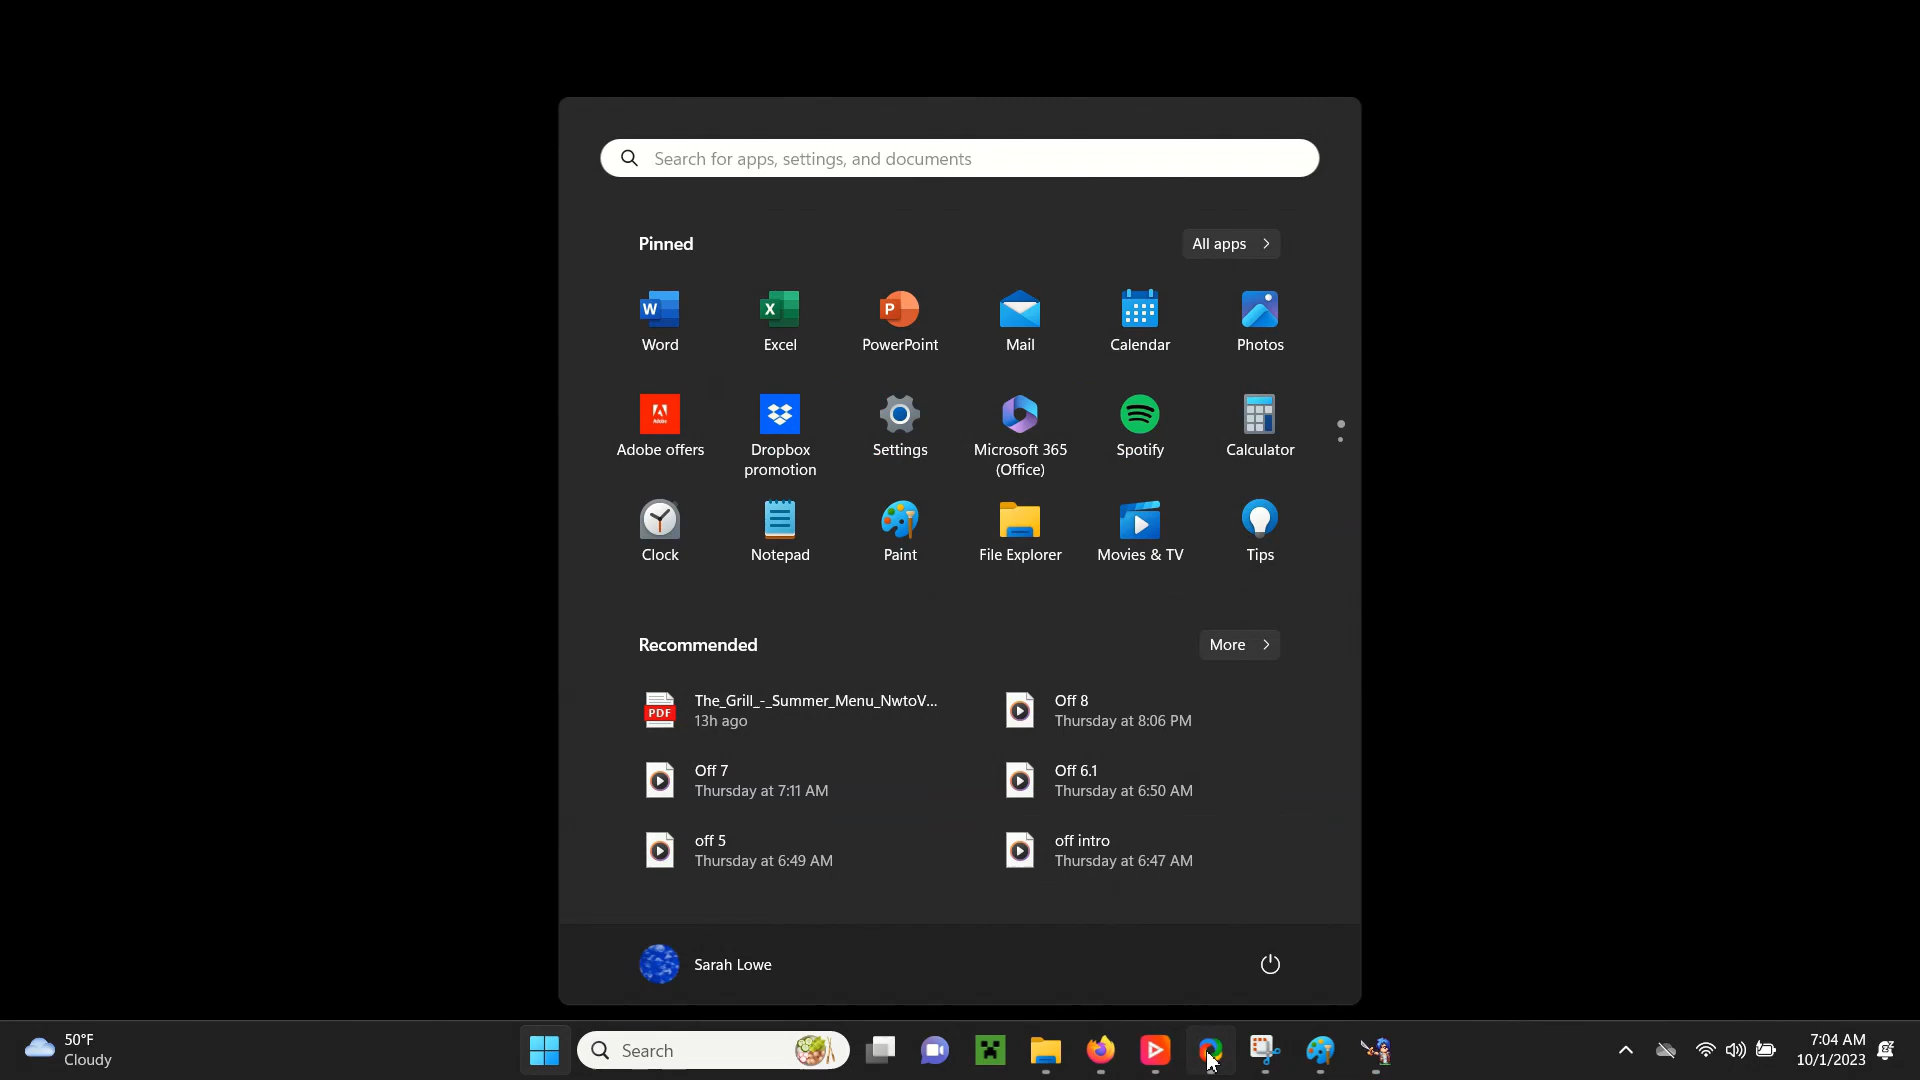 Search for apps, settings, and documents
Pinned
All apps
Word
Excel
PowerPoint
Mail
Calendar
Photos
Adobe offers
Dropbox
promotion
Settings
Microsoft 365
(Office)
Spotify
Calculator
Clock
Notepad
Paint
File Explorer
Movies & TV
Tips
Recommended
More
PDF
The_Grill_-_Summer_Menu_NwtoV...
13h ago
Off 8
Thursday at 8:06 PM
Off 7
Thursday at 7:11 AM
Off 6.1
Thursday at 6:50 AM
off 5
Thursday at 6:49 AM
off intro
Thursday at 6:47 AM
Sarah Lowe
50°F
Cloudy
Search
7:04 AM
10/1/2023